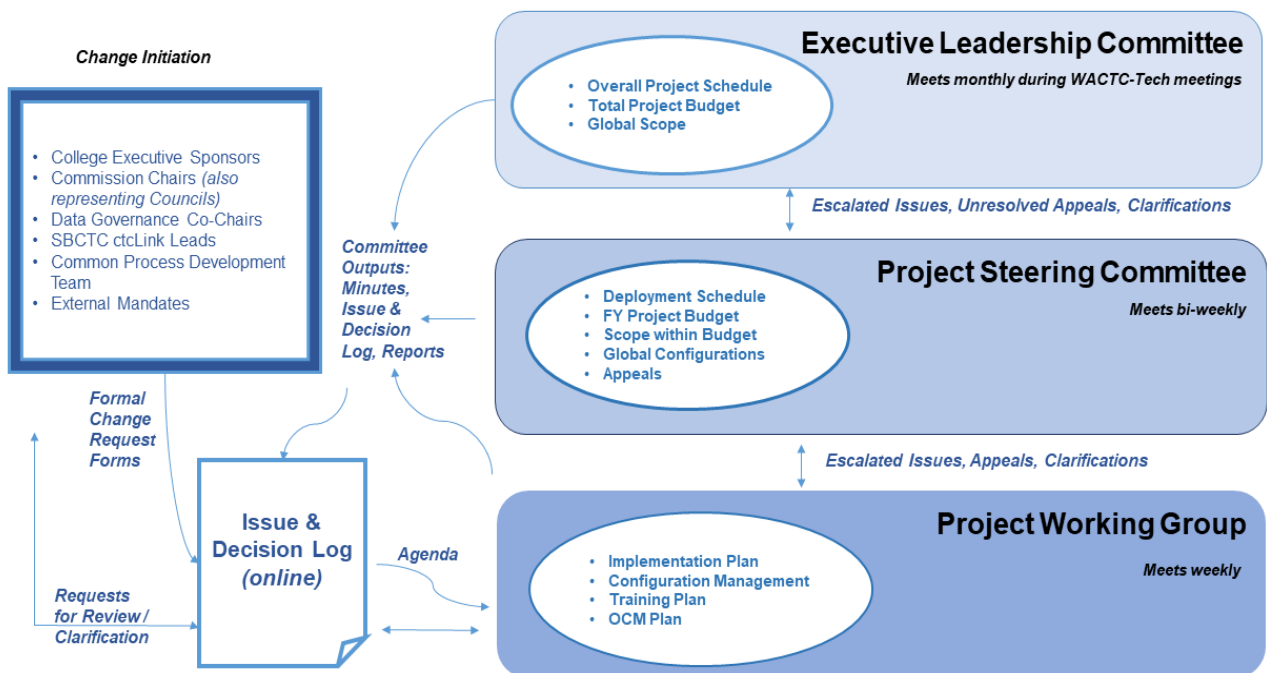 Change Initiation
• College Executive Sponsors
• Commission Chairs (also
representing Councils)
• Data Governance Co-Chairs
• SBCTC ctcLink Leads
• Common Process Development
Team
• External Mandates
Executive Leadership Committee
Meets monthly during WACTC-Tech meetings
• Overall Project Schedule
• Total Project Budget
• Global Scope
Escalated Issues, Unresolved Appeals, Clarifications
Committee
Outputs:
Minutes,
Issue &
Decision
Log, Reports
Project Steering Committee
Meets bi-weekly
• Deployment Schedule
• FY Project Budget
• Scope within Budget
• Global Configurations
• Appeals
Formal
Change
Request
Forms
Escalated Issues, Appeals, Clarifications
Issue &
Decision Log
(online)
Agenda
Project Working Group
Meets weekly
• Implementation Plan
• Configuration Management
• Training Plan
• OCM Plan
Requests
for Review /
Clarification